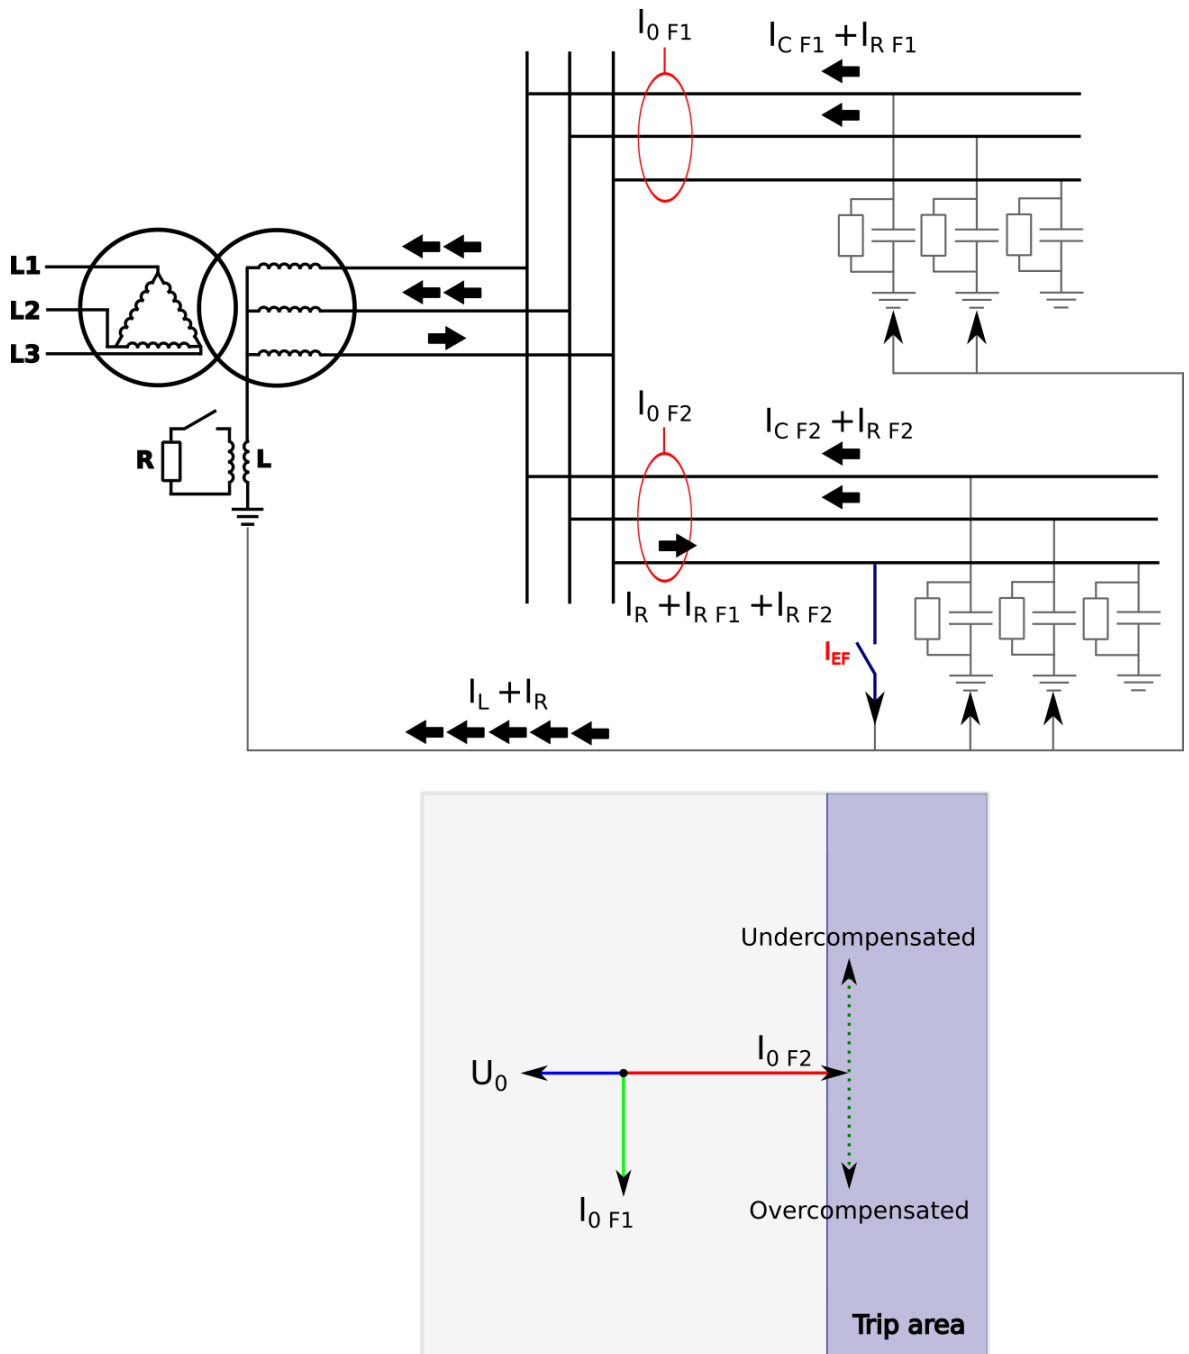 I0 F1
IC F1 +IR F1
L1
L2
L3
R
L
I0 F2
IC F2 +IR F2
IR +IR F1 +IR F2
IEF
IL +IR
Undercompensated
I0 F2
U0
I0 F1
Overcompensated
Trip area